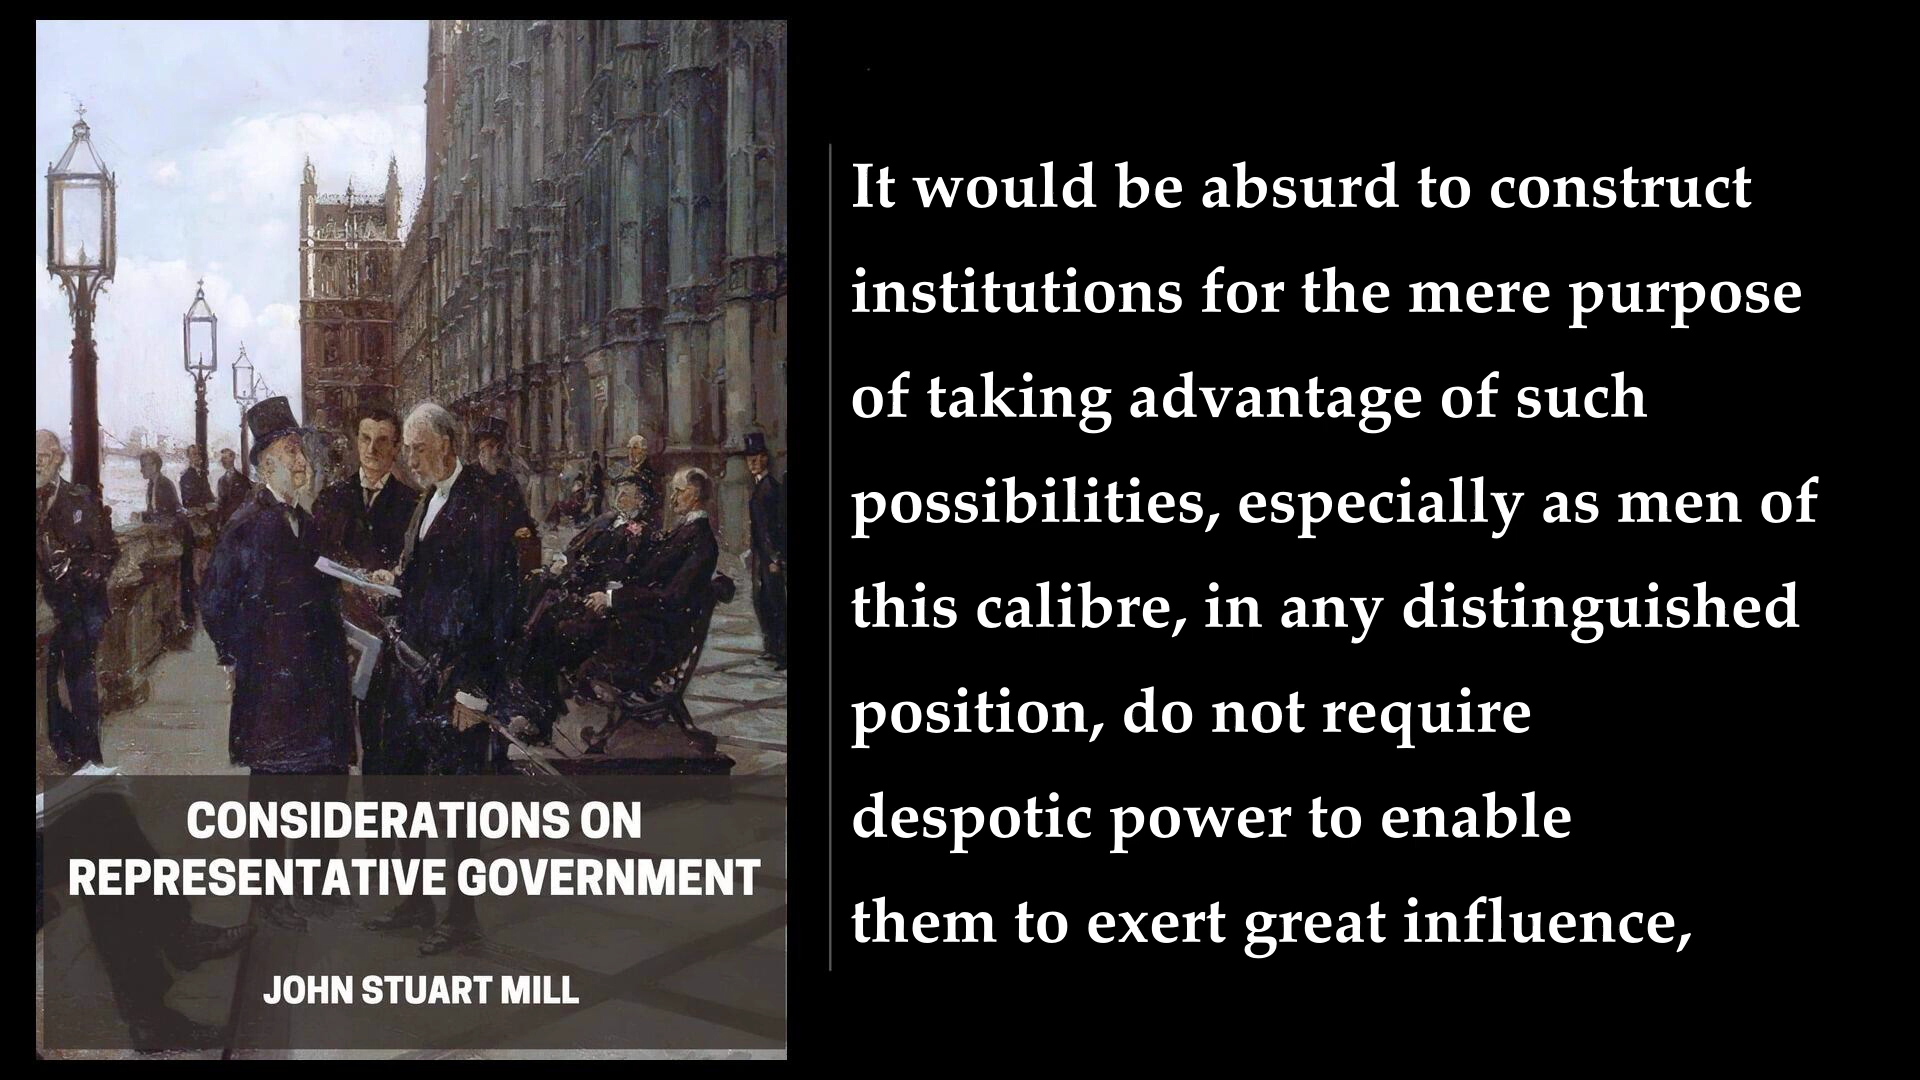 CONSIDERATIONS ON
REPRESENTATIVE GOVERNMENT
JOHN STUART MILL
It would be absurd to construct
institutions for the mere purpose
of taking advantage of such
possibilities, especially as men of
this calibre, in any distinguished
position, do not require
despotic power to enable
them to exert great influence,